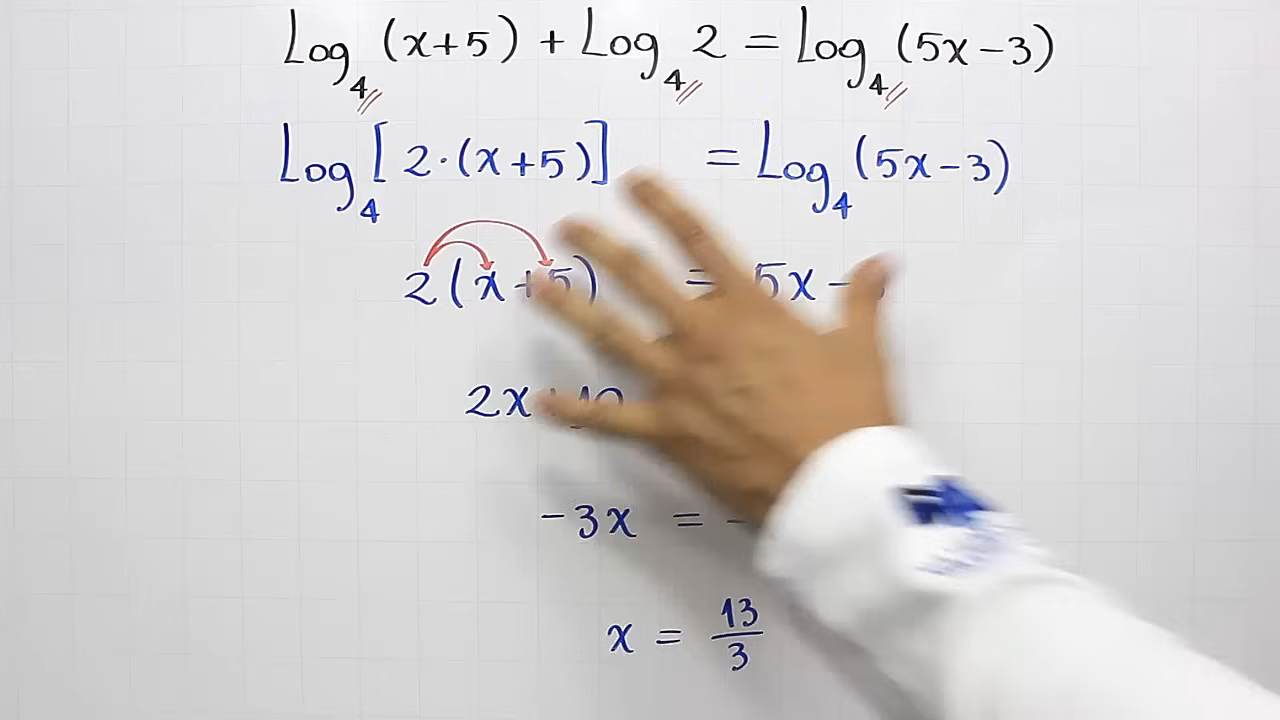 Log₄(x+5) + Log₄ 2 = Log₄(5x−3)
Log₄[2·(x+5)] = Log₄(5x−3)
2(x+5) = 5x−
2x+10
−3x = −
x = 13/3